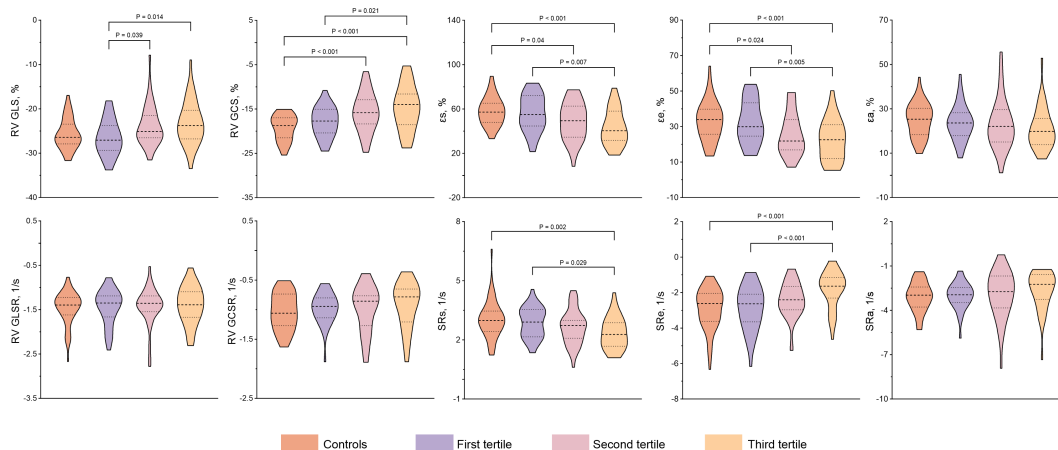 RV GLS, %
-10
-20
-30
-40
P = 0.014
P = 0.039
RV GCS, %
-5
-15
-25
-35
P = 0.021
P < 0.001
P < 0.001
εs, %
140
100
60
20
-20
P < 0.001
P = 0.04
P = 0.007
εe, %
90
70
50
30
10
-10
P < 0.001
P = 0.024
P = 0.005
εa, %
70
50
30
10
-10
RV GLSR, 1/s
0.5
-0.5
-1.5
-2.5
-3.5
RV GCSR, 1/s
0.5
-0.5
-1.5
-2.5
SRs, 1/s
8
5
2
-1
P = 0.002
P = 0.029
SRe, 1/s
2
0
-2
-4
-6
-8
P < 0.001
P < 0.001
SRa, 1/s
2
-1
-4
-7
-10
Controls
First tertile
Second tertile
Third tertile